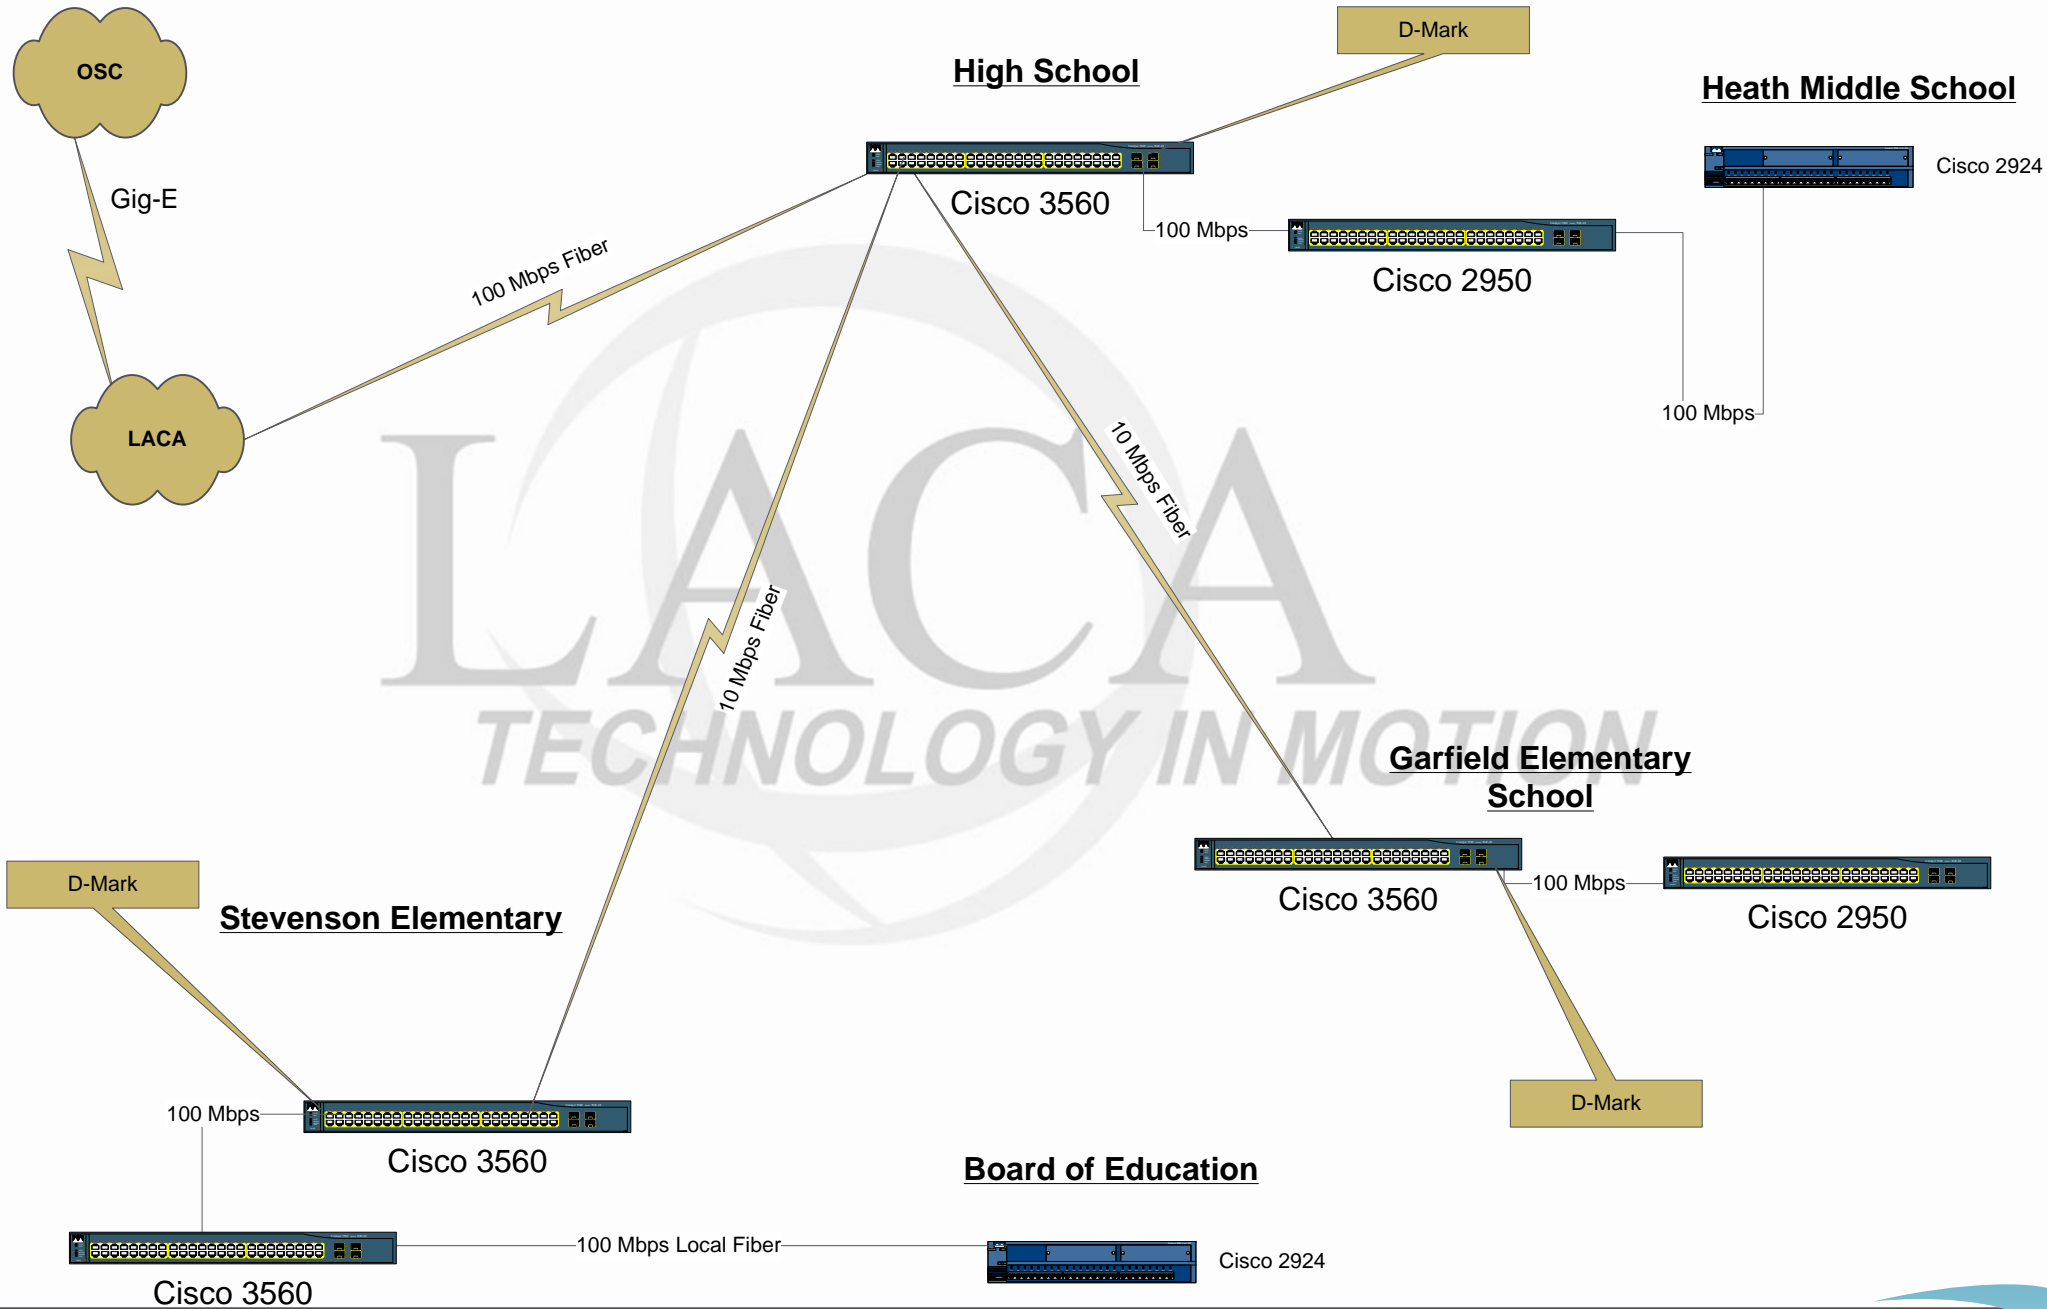 OSC
D-Mark
High School
Heath Middle School
Cisco 2924
Gig-E
Cisco 3560
100 Mbps
100 Mbps Fiber
Cisco 2950
100 Mbps
LACA
10 Mbps Fiber
LACA
10 Mbps Fiber
TECHNOLOGY IN MOTION
Garfield Elementary
School
D-Mark
100 Mbps
Cisco 3560
Stevenson Elementary
Cisco 2950
D-Mark
100 Mbps
Cisco 3560
Board of Education
100 Mbps Local Fiber
Cisco 2924
Cisco 3560